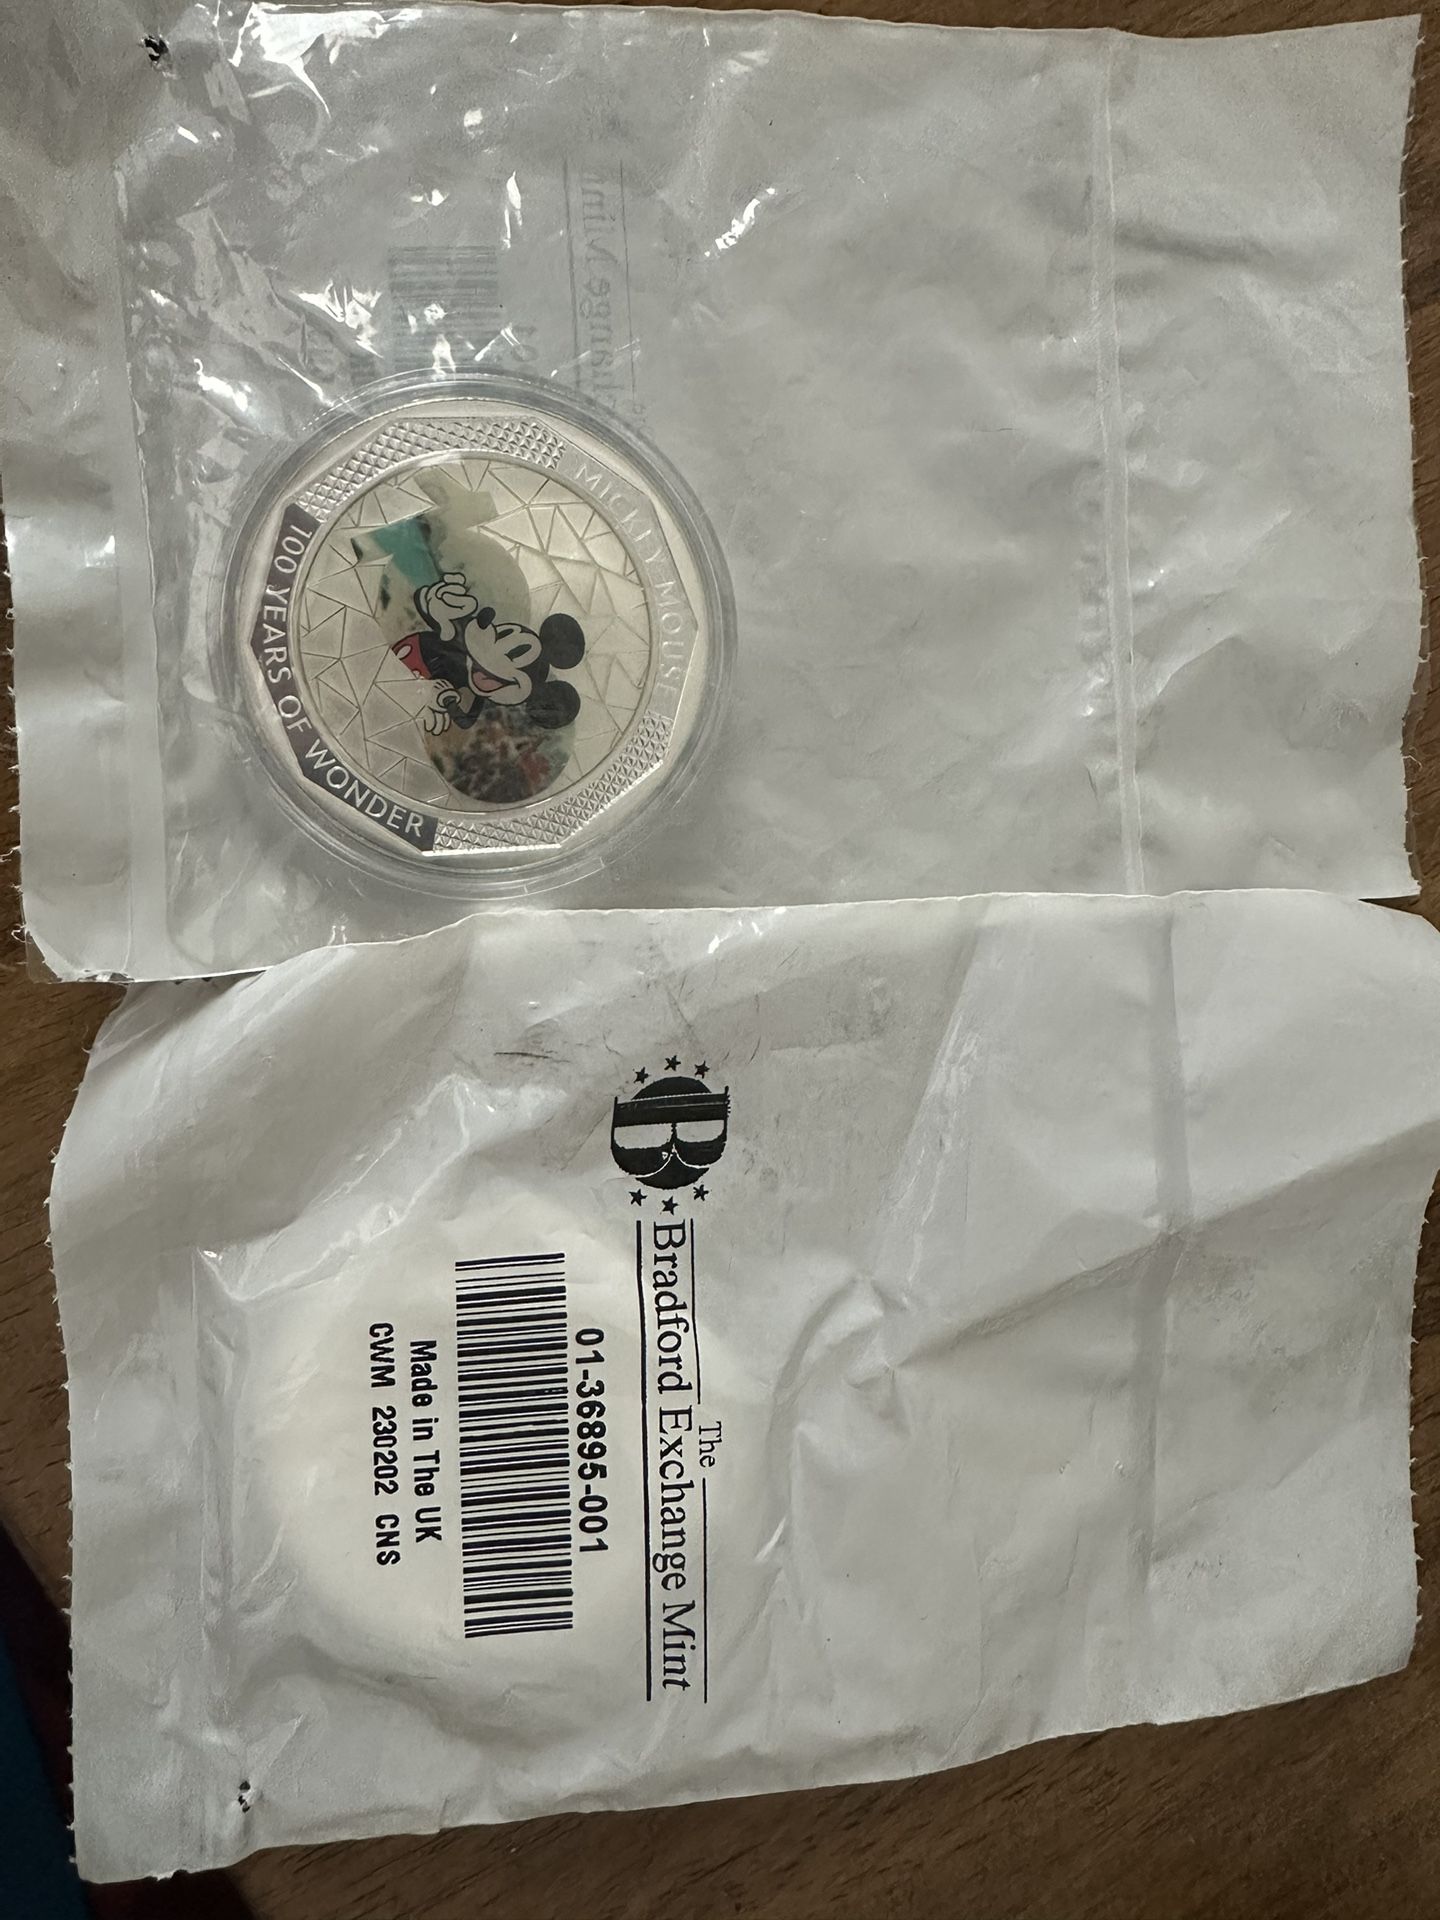 MICKEY MOUSE
100 YEARS OF WONDER
B
The
Bradford Exchange Mint
01-36895-001
Made in The UK
CWM 230202 CNS